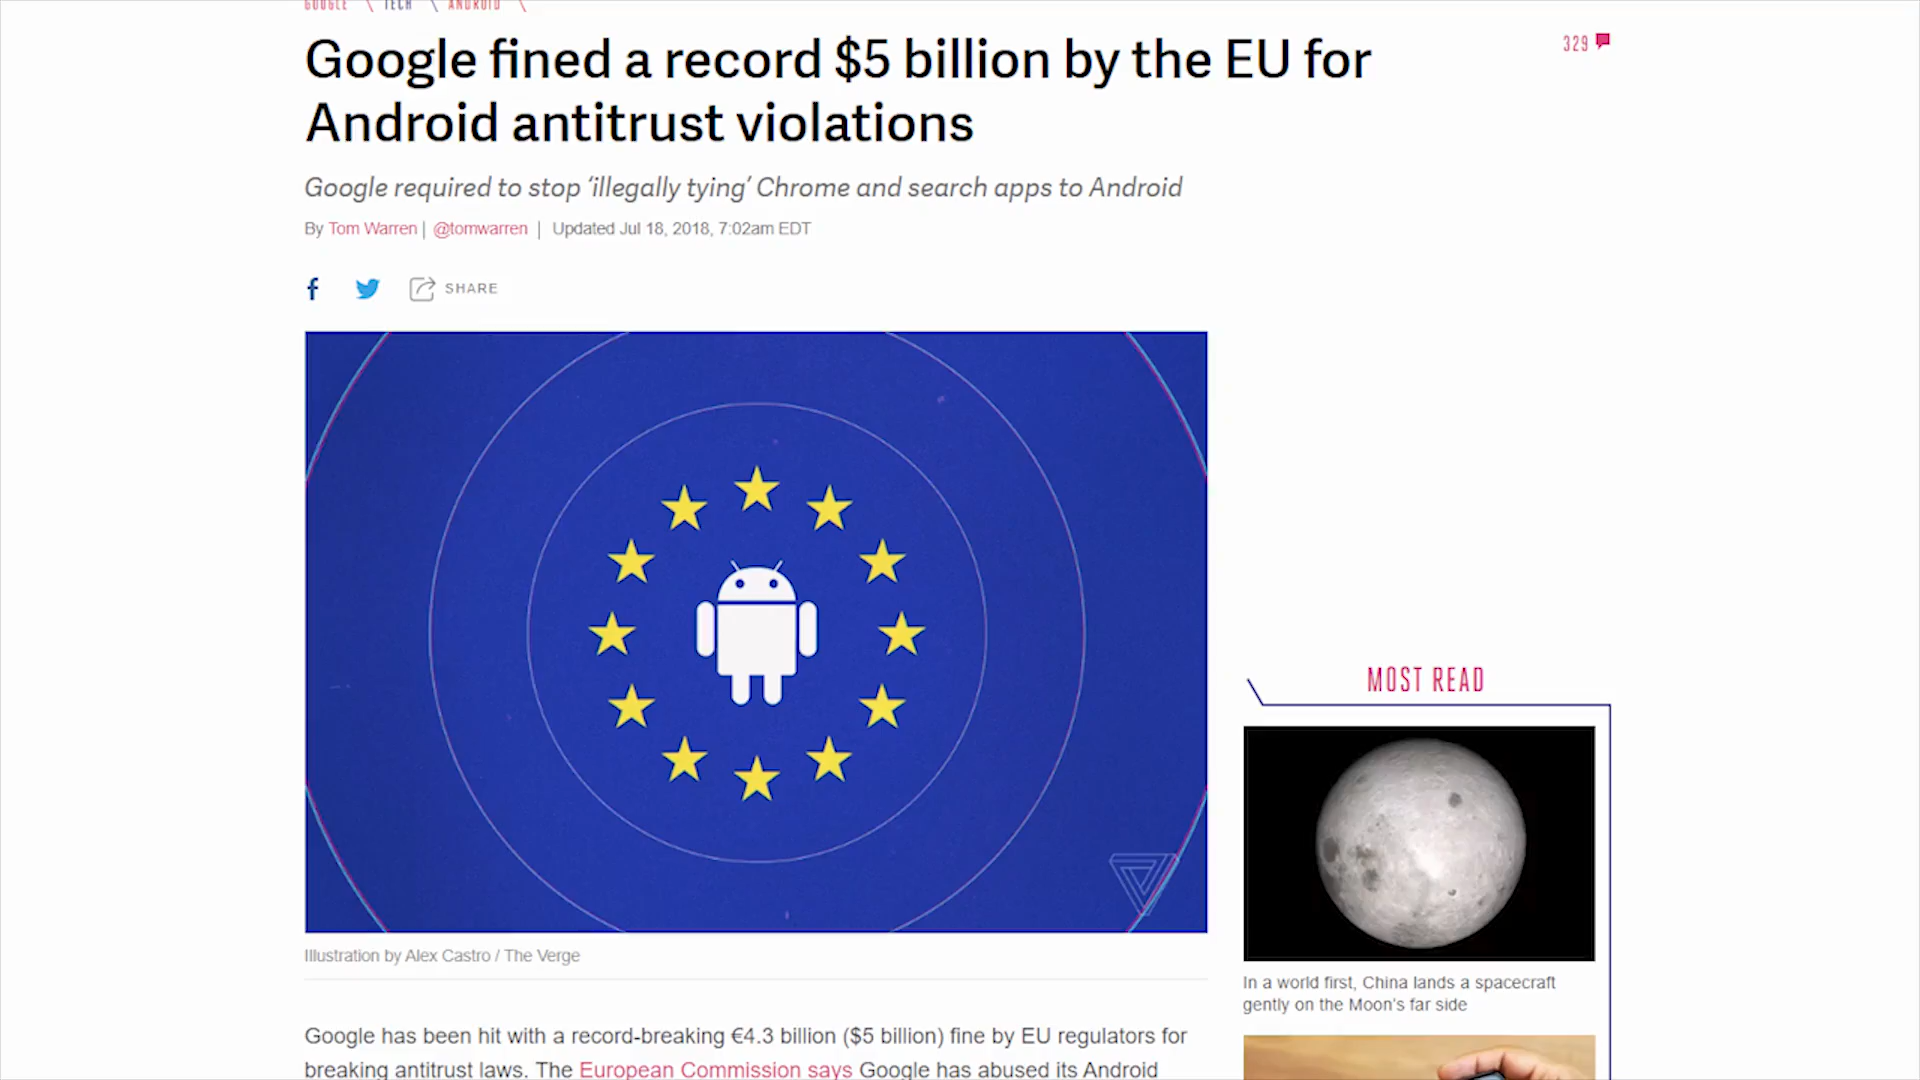 GOOGLE TECH ANDROID
Google fined a record $5 billion by the EU for
Android antitrust violations
329
Google required to stop ‘illegally tying’ Chrome and search apps to Android
By Tom Warren | @tomwarren | Updated Jul 18, 2018, 7:02am EDT
SHARE
Illustration by Alex Castro / The Verge
Google has been hit with a record-breaking €4.3 billion ($5 billion) fine by EU regulators for
breaking antitrust laws. The European Commission says Google has abused its Android
MOST READ
In a world first, China lands a spacecraft
gently on the Moon's far side